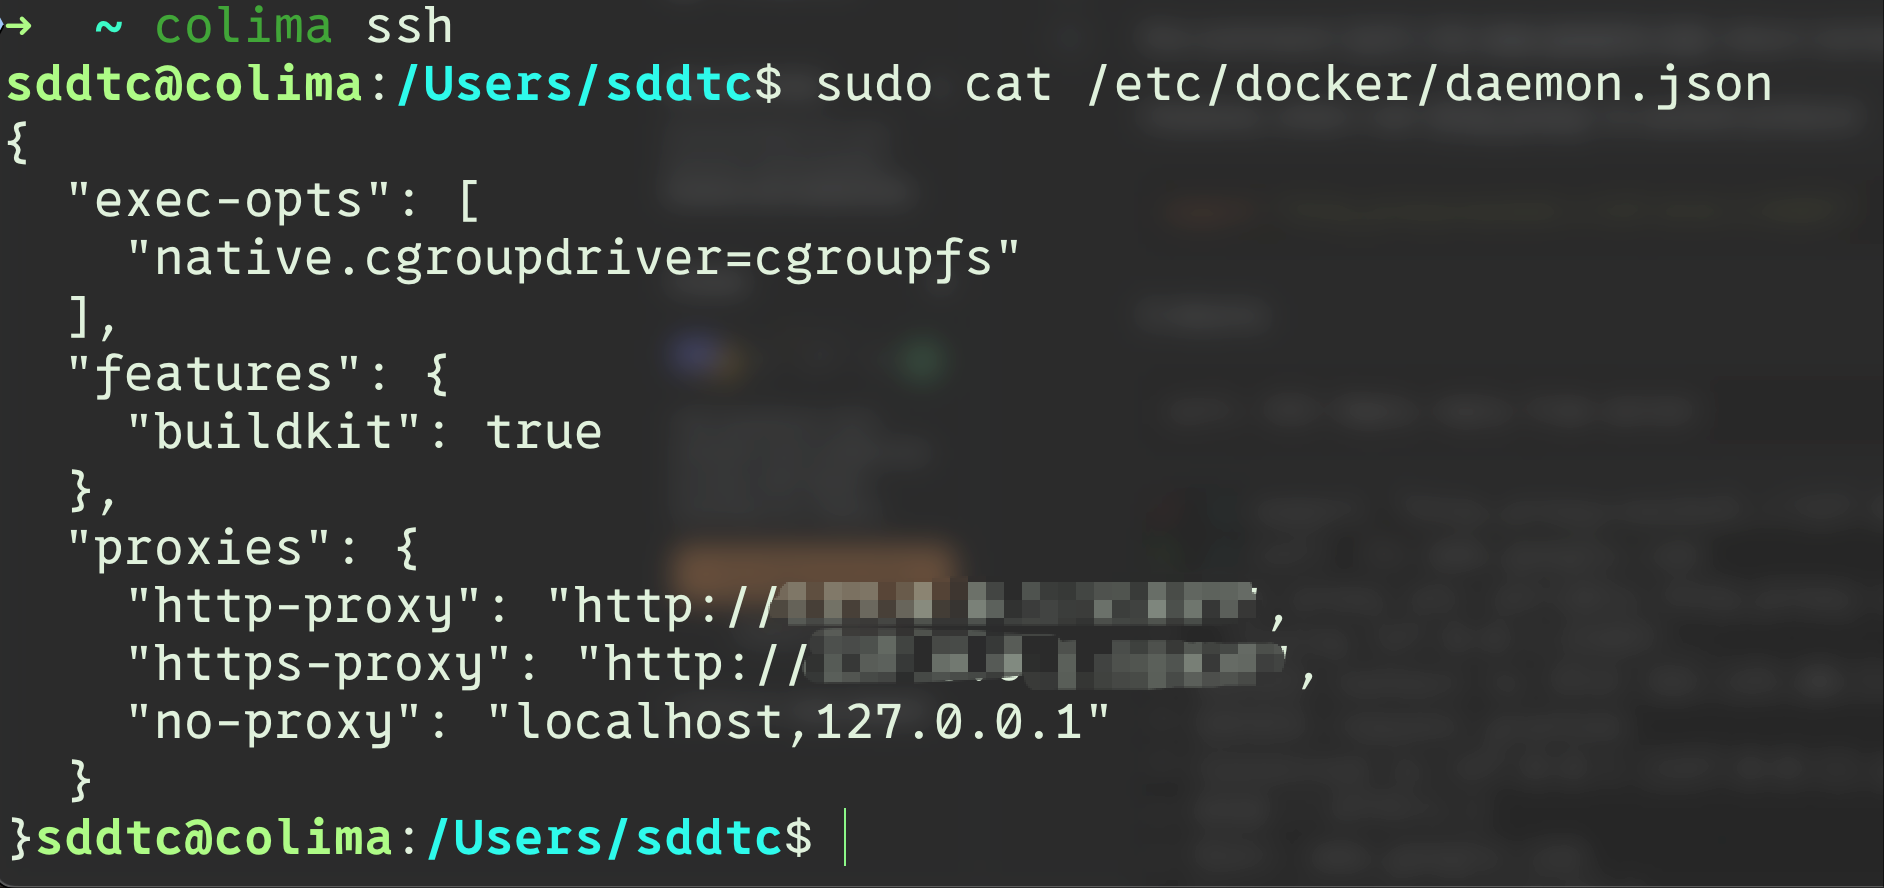 → ~ colima ssh
sddtc@colima:/Users/sddtc$ sudo cat /etc/docker/daemon.json
{
  "exec-opts": [
    "native.cgroupdriver=cgroupfs"
  ],
  "features": {
    "buildkit": true
  },
  "proxies": {
    "http-proxy": "http://
    "https-proxy": "http://
    "no-proxy": "localhost,127.0.0.1"
  }
}sddtc@colima:/Users/sddtc$